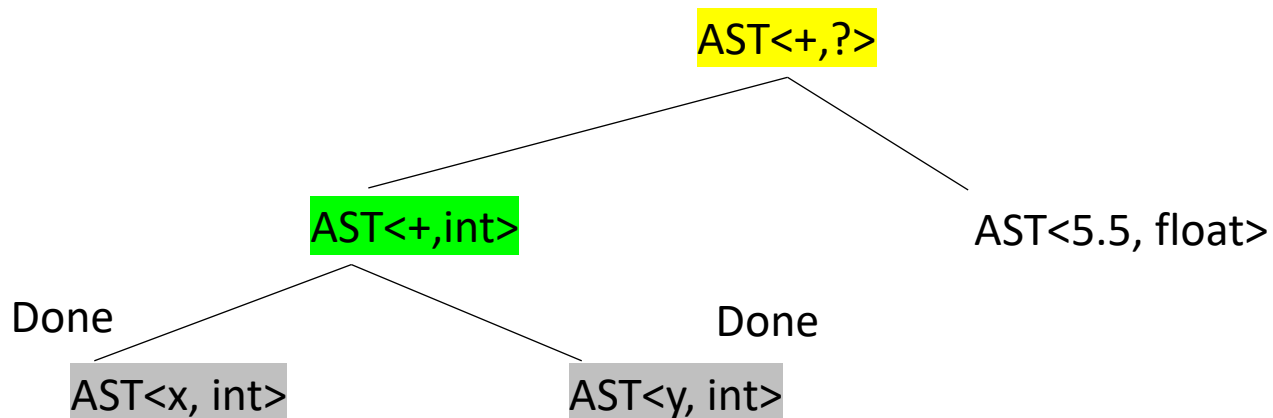 AST<+,?>
AST<+,int>
AST<5.5, float>
Done
Done
AST<x, int>
AST<y, int>